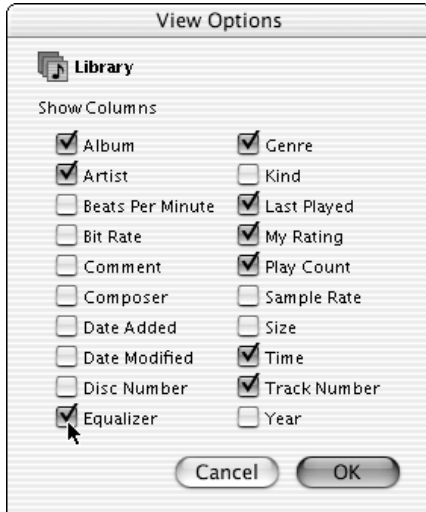 View Options
Library
Show Columns
Album
Artist
Beats Per Minute
Bit Rate
Comment
Composer
Date Added
Date Modified
Disc Number
Equalizer
Genre
Kind
Last Played
My Rating
Play Count
Sample Rate
Size
Time
Track Number
Year
Cancel
OK